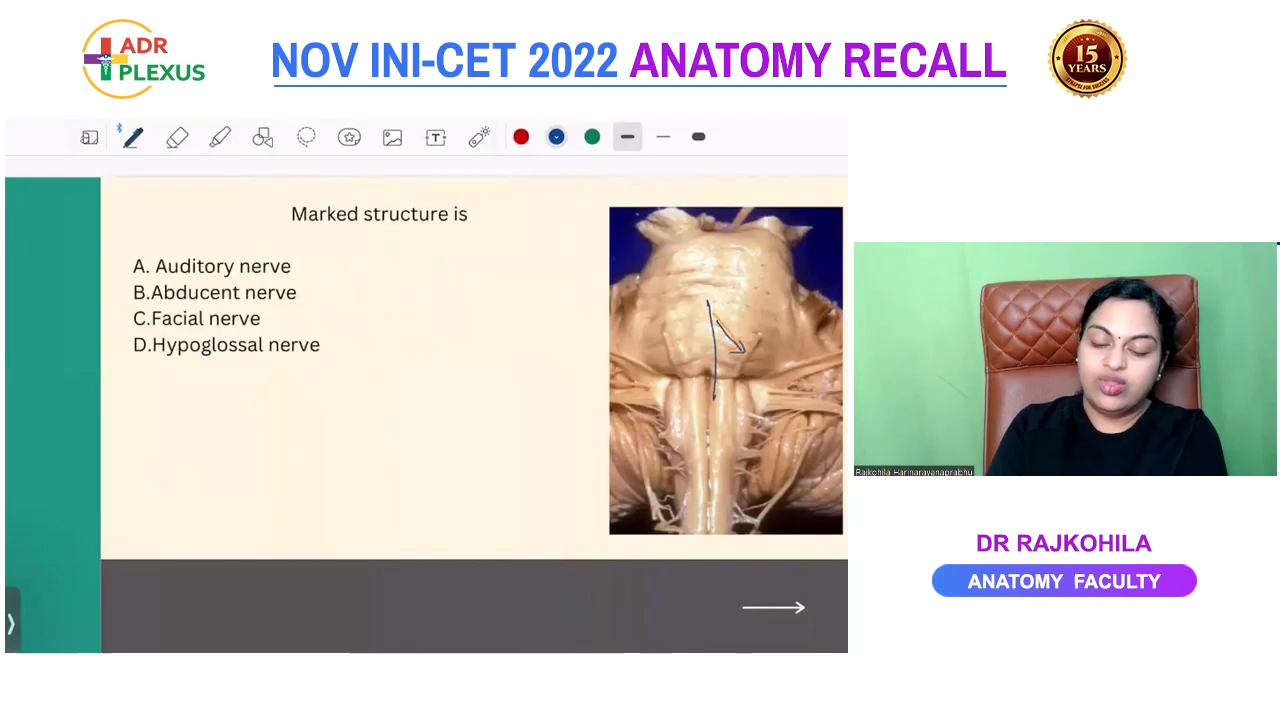 ADR
PLEXUS
NOV INI-CET 2022 ANATOMY RECALL
15
YEARS
T
Marked structure is
A. Auditory nerve
B.Abducent nerve
C.Facial nerve
D.Hypoglossal nerve
Rajkohila Harinarayanaprabhu
DR RAJKOHILA
ANATOMY FACULTY